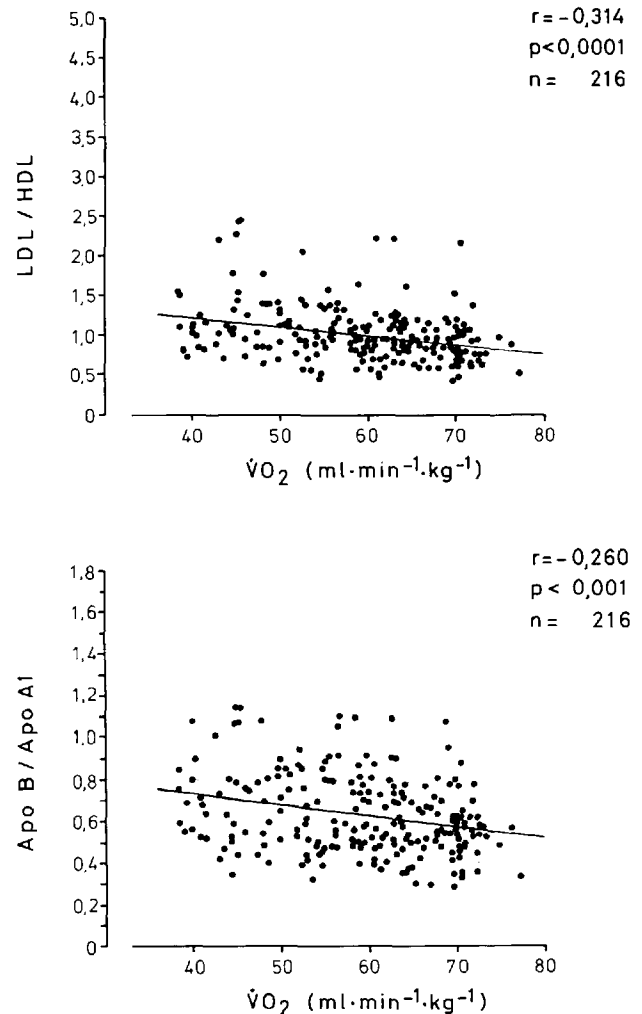 r=-0,314
p<0,0001
n= 216
5,0
4,5
4,0
3,5
3,0
2,5
2,0
1,5
1,0
0,5
0
LDL / HDL
40 50 60 70 80
V̇O₂ (ml·min⁻¹·kg⁻¹)
r=-0,260
p< 0,001
n= 216
1,8
1,6
1,4
1,2
1,0
0,8
0,6
0,4
0,2
0
Apo B / Apo A1
40 50 60 70 80
V̇O₂ (ml·min⁻¹·kg⁻¹)